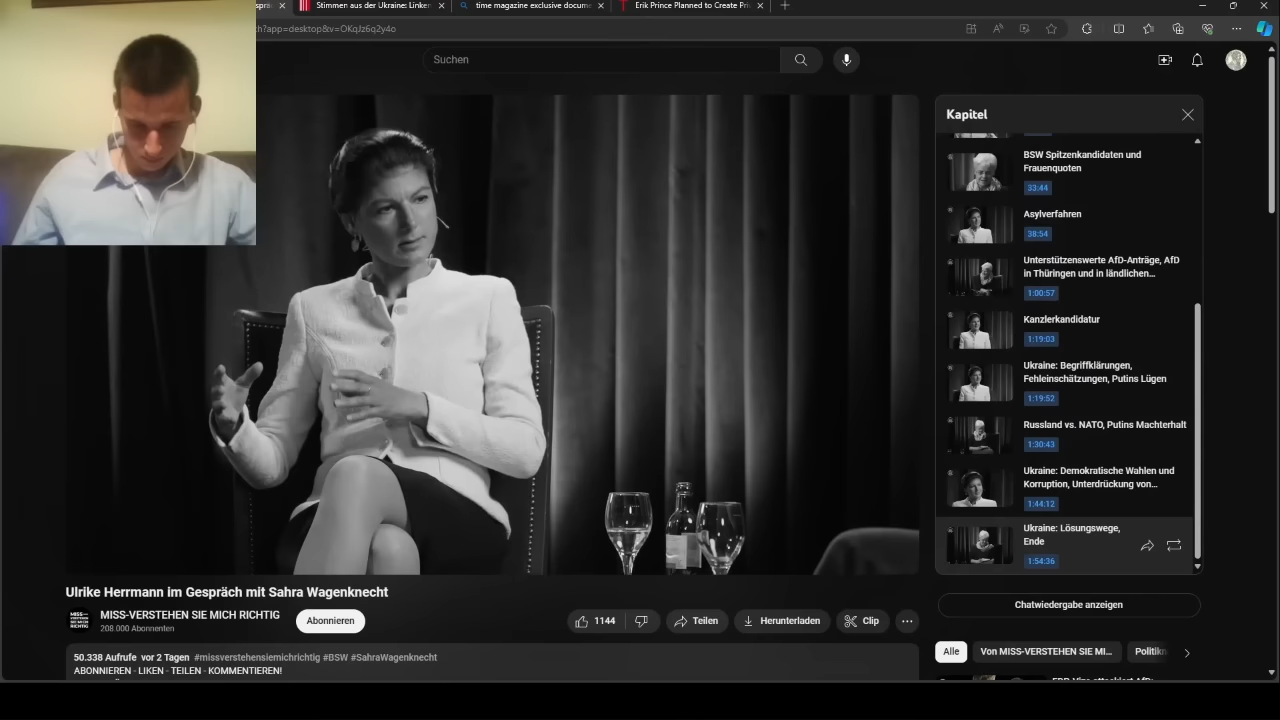 Stimmen aus der Ukraine: Linken
time magazine exclusive docume
Erik Prince Planned to Create Pri
ch?app=desktop&v=OKqJz6q2y4o
Suchen
Kapitel
BSW Spitzenkandidaten und
Frauenquoten
33:44
Asylverfahren
38:54
Unterstützenswerte AfD-Anträge, AfD
in Thüringen und in ländlichen...
1:00:57
Kanzlerkandidatur
1:19:03
Ukraine: Begriffklärungen,
Fehleinschätzungen, Putins Lügen
1:19:52
Russland vs. NATO, Putins Machterhalt
1:30:43
Ukraine: Demokratische Wahlen und
Korruption, Unterdrückung von...
1:44:12
Ukraine: Lösungswege,
Ende
1:54:36
Ulrike Herrmann im Gespräch mit Sahra Wagenknecht
MISS-VERSTEHEN SIE MICH RICHTIG
208.000 Abonnenten
Abonnieren
1144
Teilen
Herunterladen
Clip
Chatwiedergabe anzeigen
Alle
Von MISS-VERSTEHEN SIE MI...
Politikn
50.338 Aufrufe vor 2 Tagen #missverstehensiemichrichtig #BSW #SahraWagenknecht
ABONNIEREN - LIKEN - TEILEN - KOMMENTIEREN!